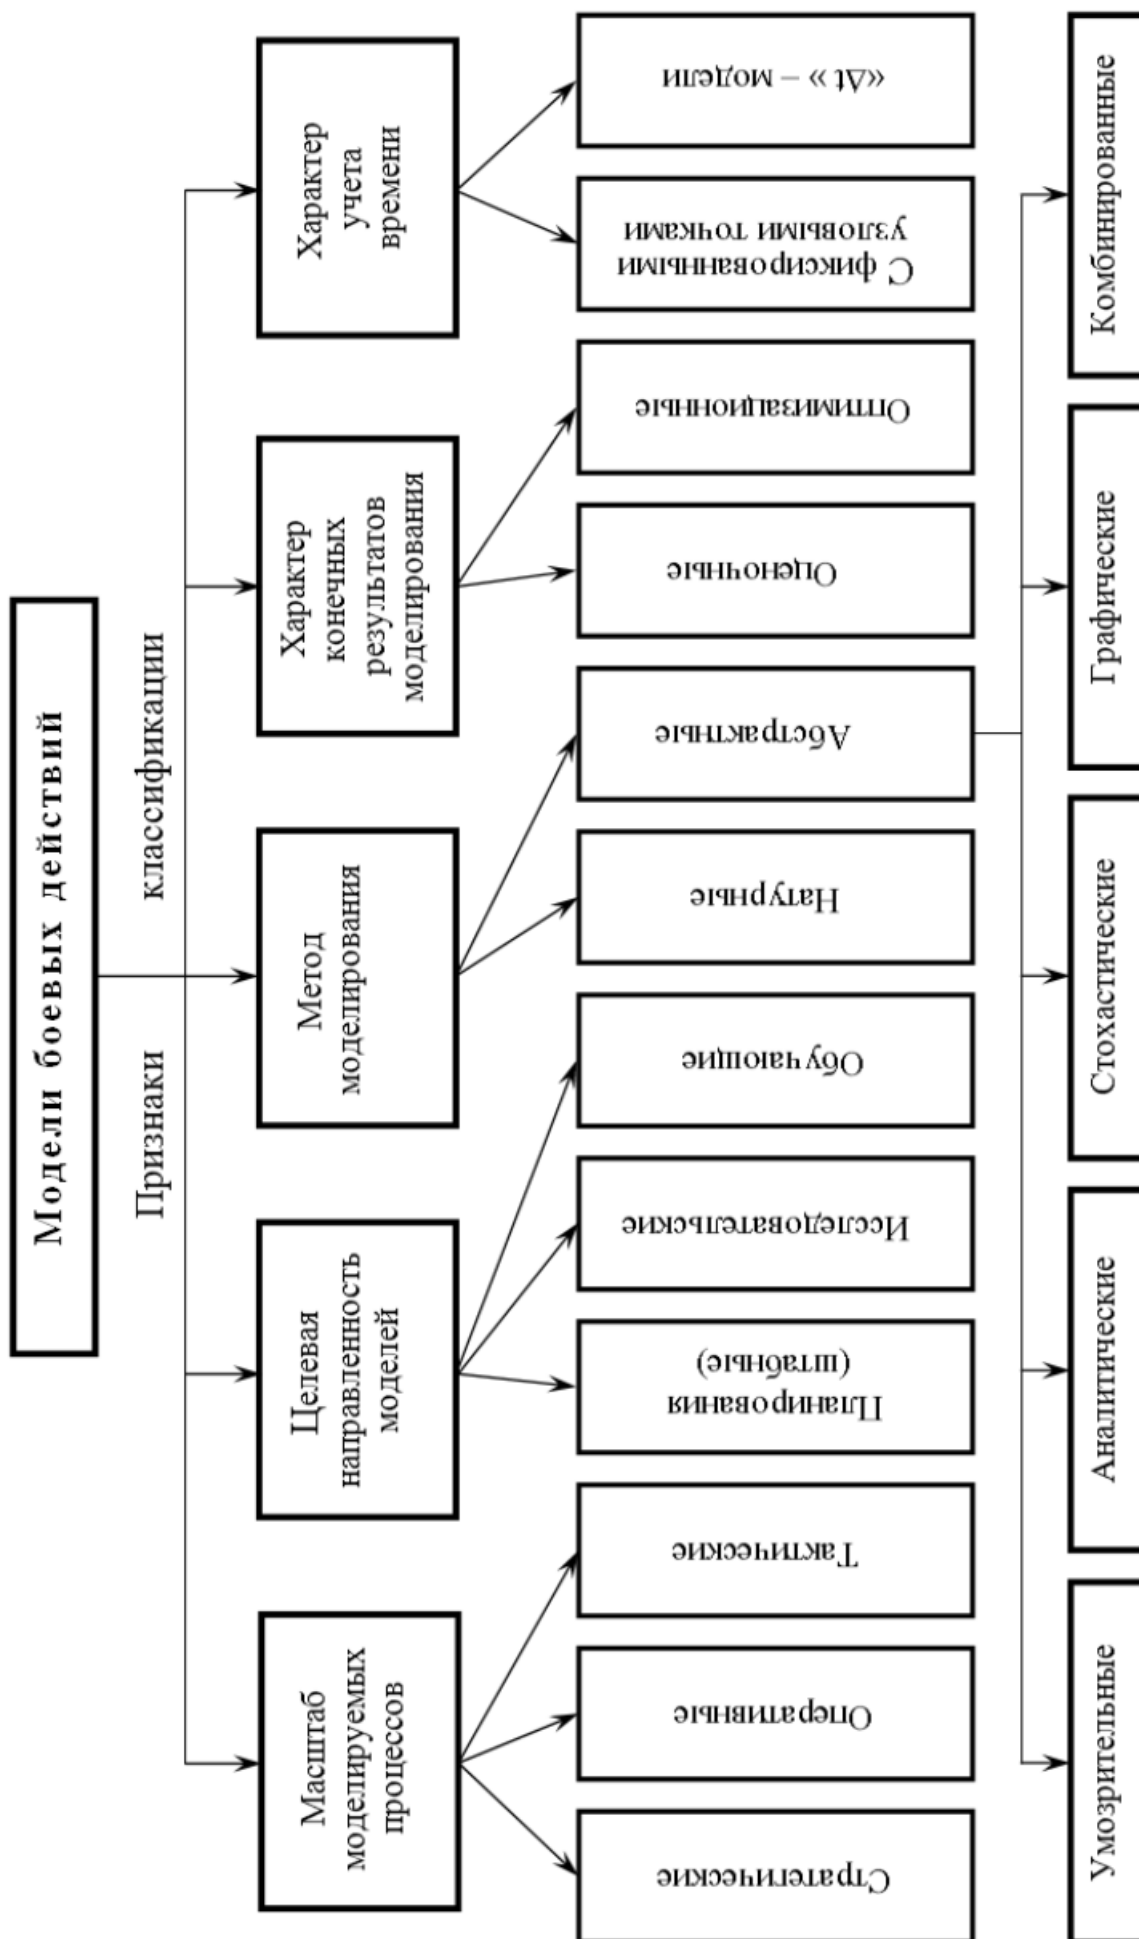 Модели боевых действий
Признаки классификации
Масштаб
моделируемых
процессов
Целевая
направленность
моделей
Метод
моделирования
Характер
конечных
результатов
моделирования
Характер
учета
времени
Стратегические
Оперативные
Тактические
Планирования
(штабные)
Исследовательские
Обучающие
Натурные
Абстрактные
Оценочные
Оптимизационные
С фиксированными
узловыми точками
«Δt » – модели
Умозрительные
Аналитические
Стохастические
Графические
Комбинированные